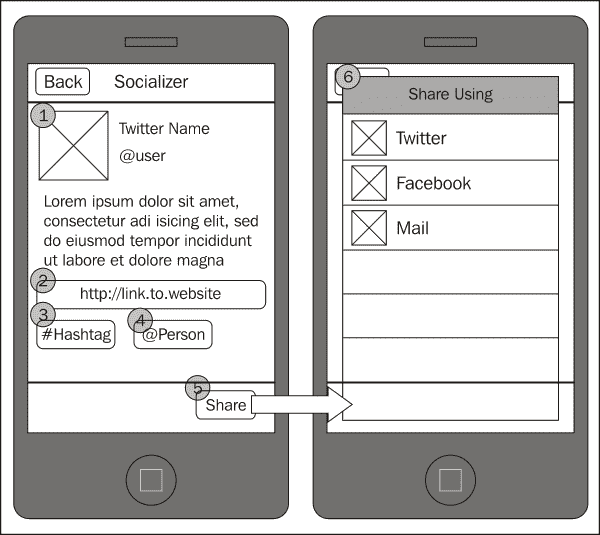 Back
Socializer
1
Twitter Name
@user
Lorem ipsum dolor sit amet,
consectetur adi isicing elit, sed
do eiusmod tempor incididunt
ut labore et dolore magna
2
http://link.to.website
3
#Hashtag
4
@Person
5
Share
6
Share Using
Twitter
Facebook
Mail